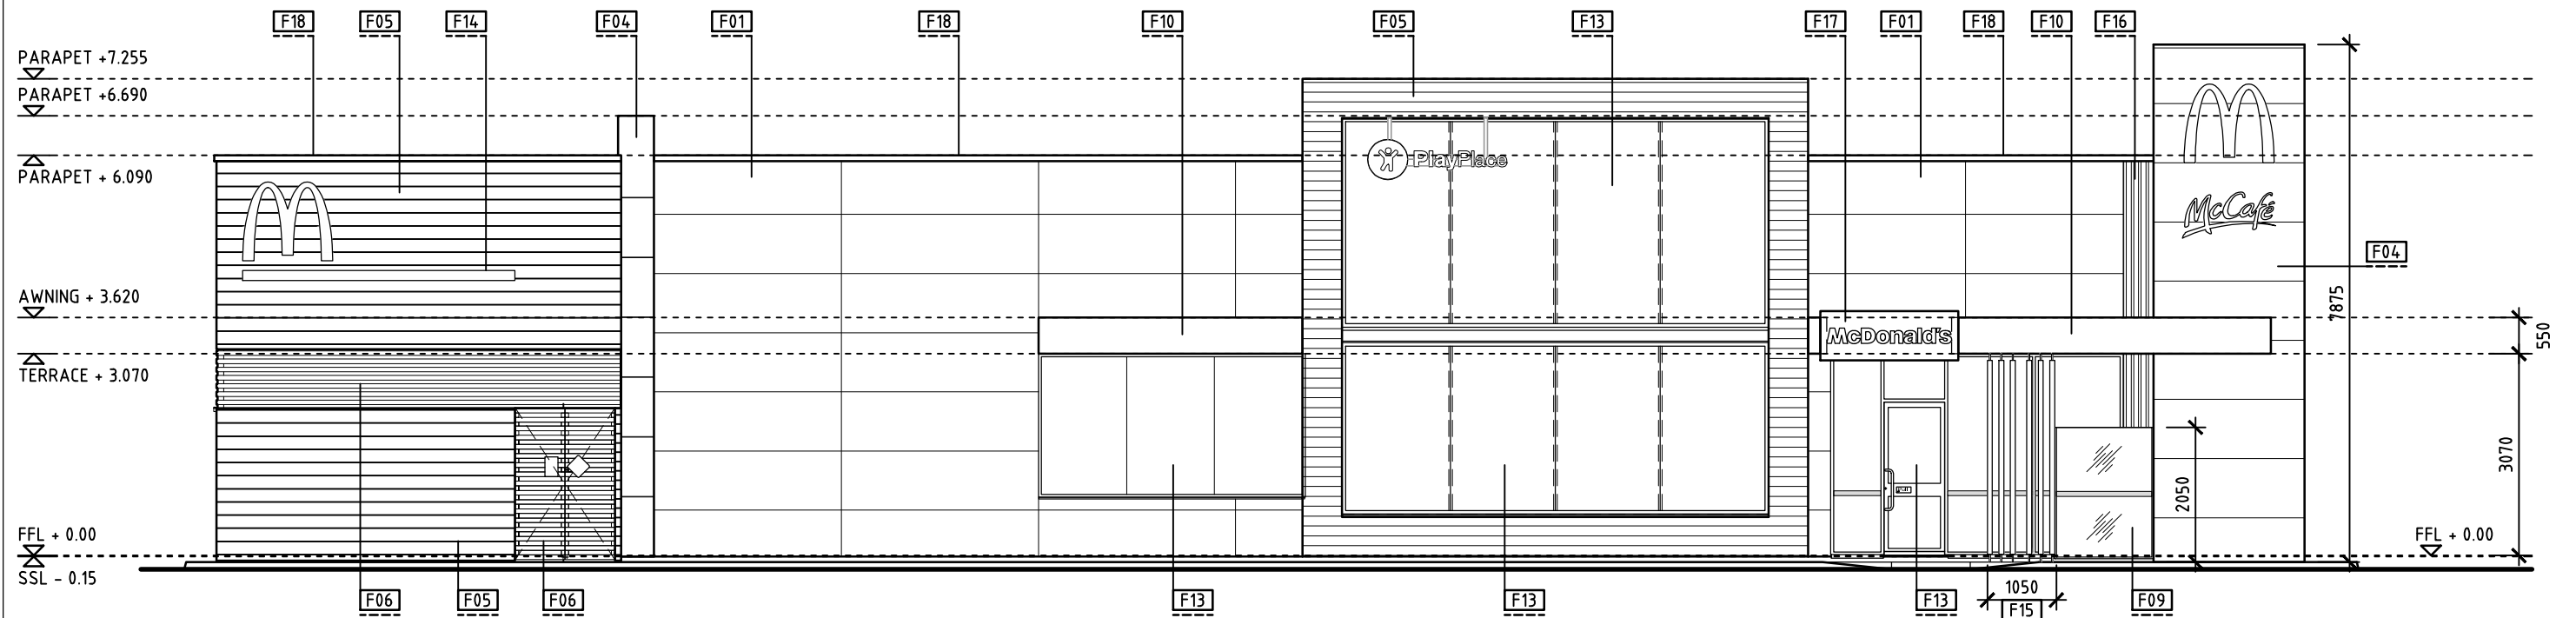 F18 F05 F14 F04 F01 F18 F10 F05 F13 F17 F01 F18 F10 F16
PARAPET +7.255
PARAPET +6.690
PARAPET + 6.090
PlayPlace
McCafé
F04
AWNING + 3.620
7875
550
McDonald's
TERRACE + 3.070
3070
2050
FFL + 0.00
FFL + 0.00
SSL - 0.15
1050
F06 F05 F06 F13 F13 F13 F15 F09